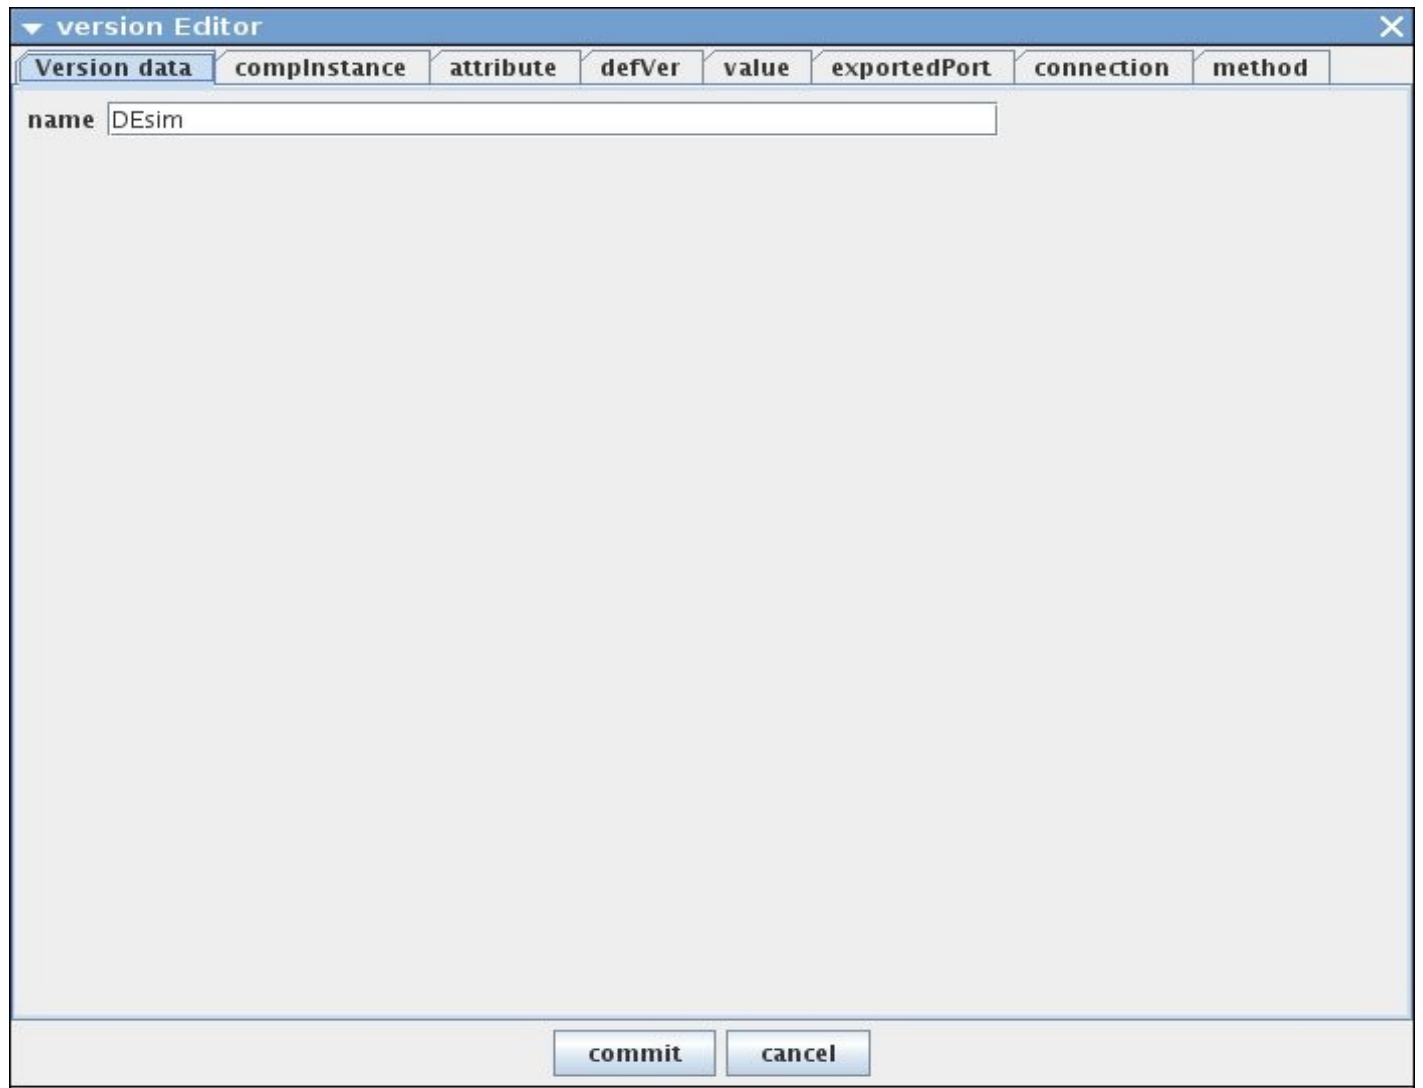 version Editor
Version data compInstance attribute defVer value exportedPort connection method
name DEsim
commit cancel